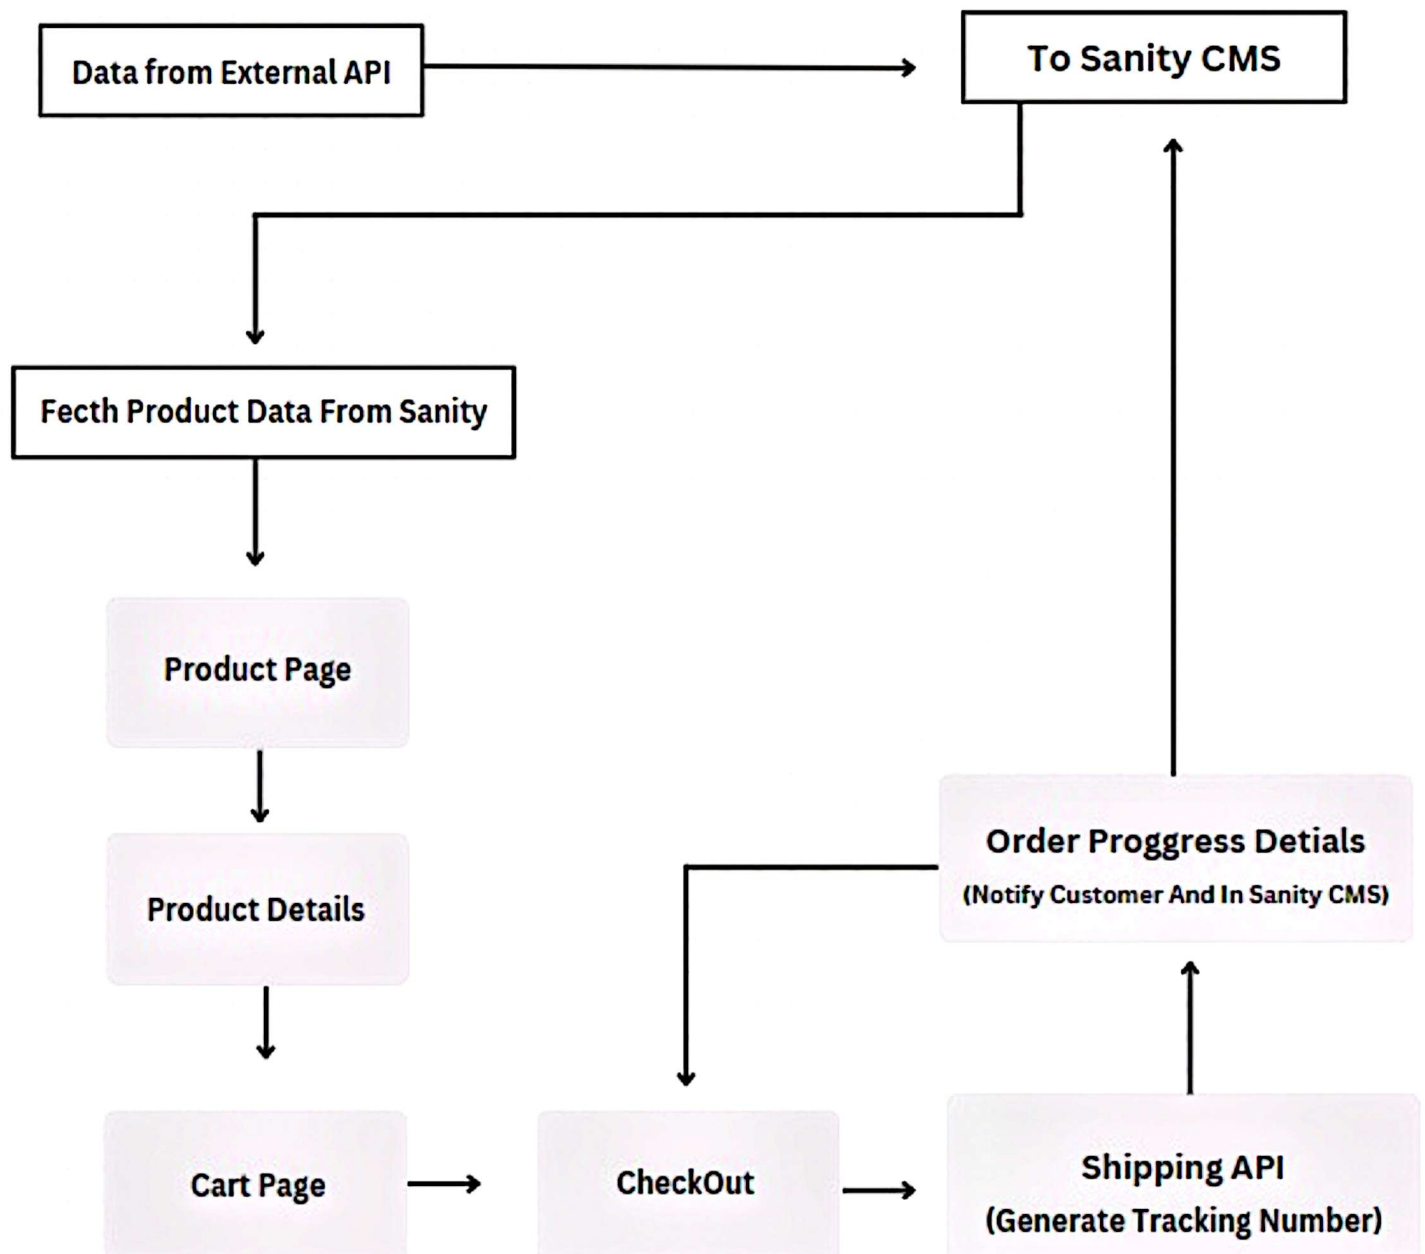 Data from External API
To Sanity CMS
Fecth Product Data From Sanity
Product Page
Product Details
Order Proggress Detials
(Notify Customer And In Sanity CMS)
Cart Page
CheckOut
Shipping API
(Generate Tracking Number)